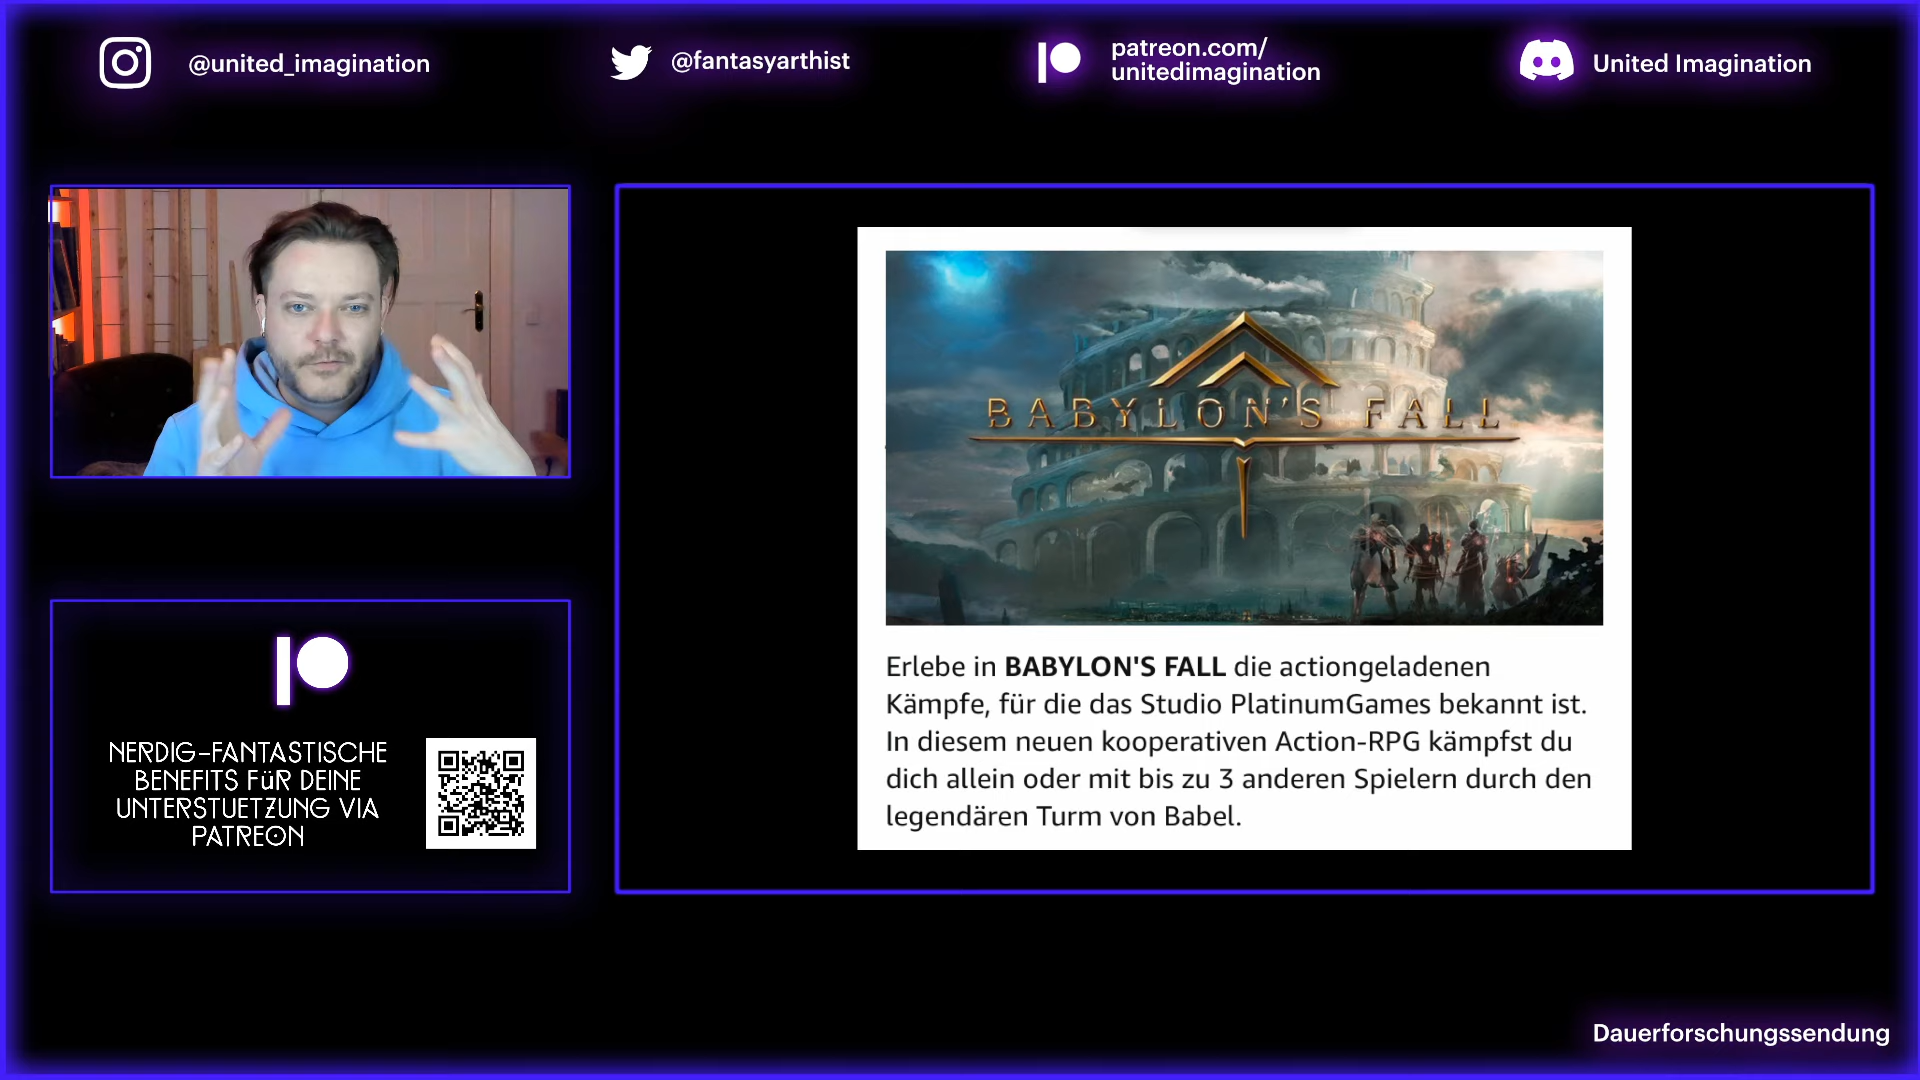 @united_imagination
@fantasyarthist
patreon.com/
unitedimagination
United Imagination
BABYLON'S FALL
Erlebe in BABYLON'S FALL die actiongeladenen
Kämpfe, für die das Studio PlatinumGames bekannt ist.
In diesem neuen kooperativen Action-RPG kämpfst du
dich allein oder mit bis zu 3 anderen Spielern durch den
legendären Turm von Babel.
NERDIG-FANTASTISCHE
BENEFITS FüR DEINE
UNTERSTUETZUNG VIA
PATREON
Dauerforschungssendung